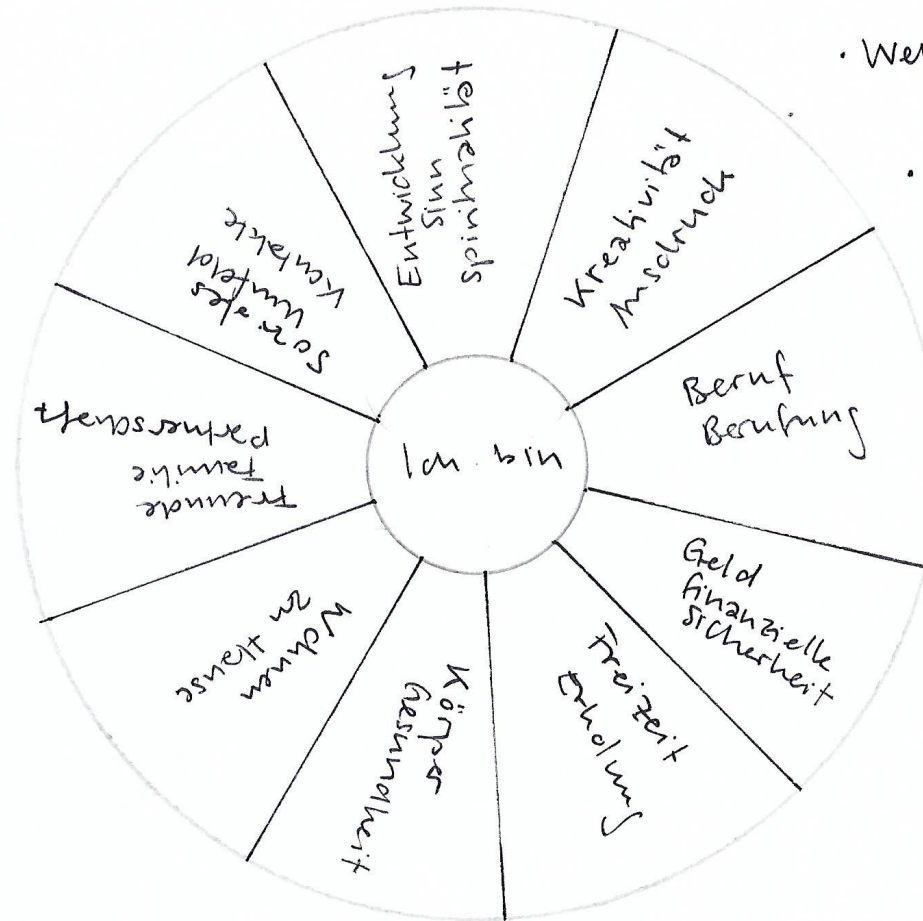 Entwicklung
Sinn
Spiritualität
Kreativität
Ausdruck
Beruf
Berufung
Geld
finanzielle
Sicherheit
Freizeit
Erholung
Körper
Gesundheit
Wohnen
zu Hause
Freunde
Familie
Partnerschaft
Soziales
Umfeld
Kontakte
Ich bin